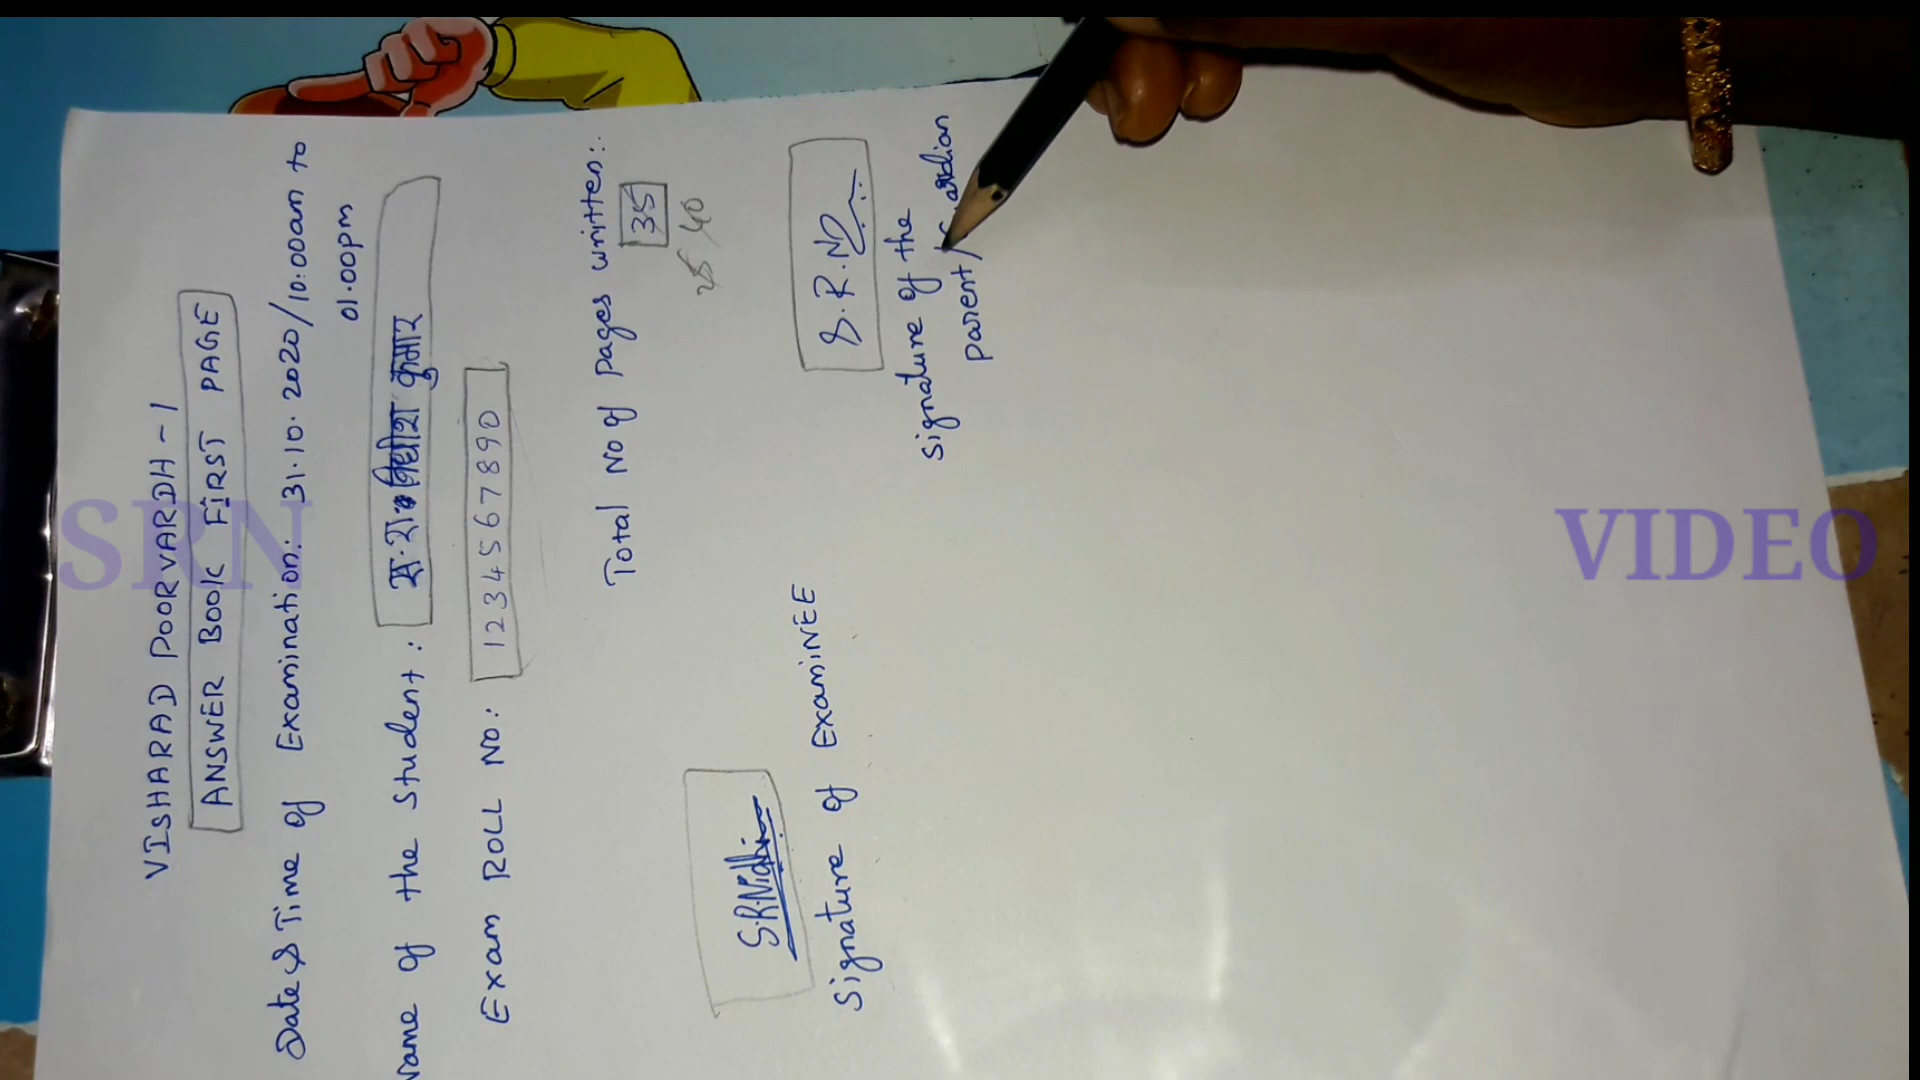 VISHARAD POORVARDH - 1
ANSWER BOOK FIRST PAGE
Date & Time of Examination: 31.10.2020/10:00am to
01.00pm
Name of the Student: कुमार
EXAM ROLL NO: 1234567890
Total No of pages written:
35
25 40
S.R.Nidhi
Signature of EXAMINEE
S.R.N
Signature of the
parent/
SRN VIDEO